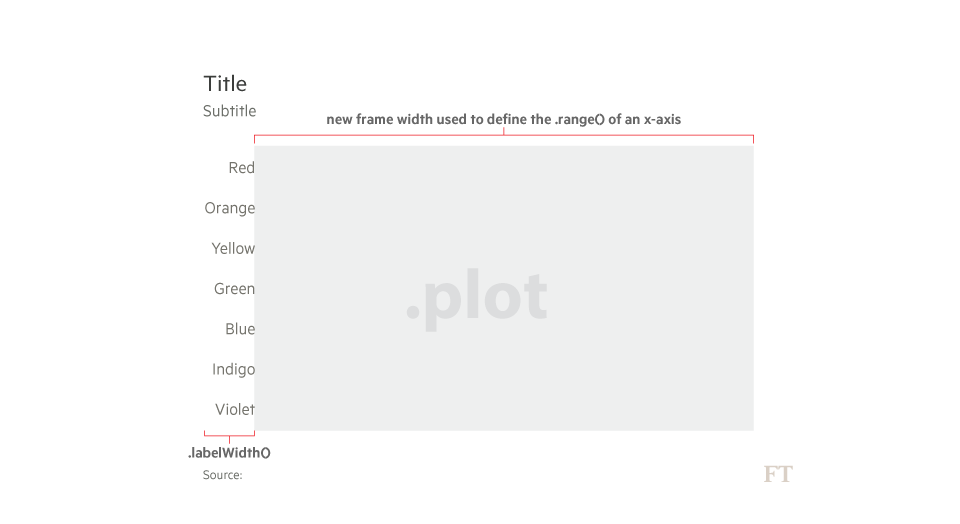 Title
Subtitle
new frame width used to define the .range() of an x-axis
Red
Orange
Yellow
Green
.plot
Blue
Indigo
Violet
.labelWidth()
Source:
FT